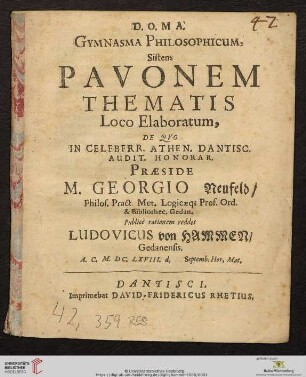 D. O. M. A.
GYMNASMA PHILOSOPHICUM,
Sistens
PAVONEM
THEMATIS
Loco Elaboratum,
DE QVO
IN CELEBERR. ATHEN. DANTISC.
AUDIT. HONORAR.
PRÆSIDE
M. GEORGIO Neufeld/
Philos. Pract. Met. Logicæq; Prof. Ord.
& Bibliothec. Gedan.
Publicè rationem reddet
LUDOVICUS von HAMMEN/
Gedanensis.
A. C. M. DC. LXVIII. d. Septemb. Hor. Mat.
DANTISCI,
Imprimebat DAVID-FRIDERICUS RHETIUS.
42, 359